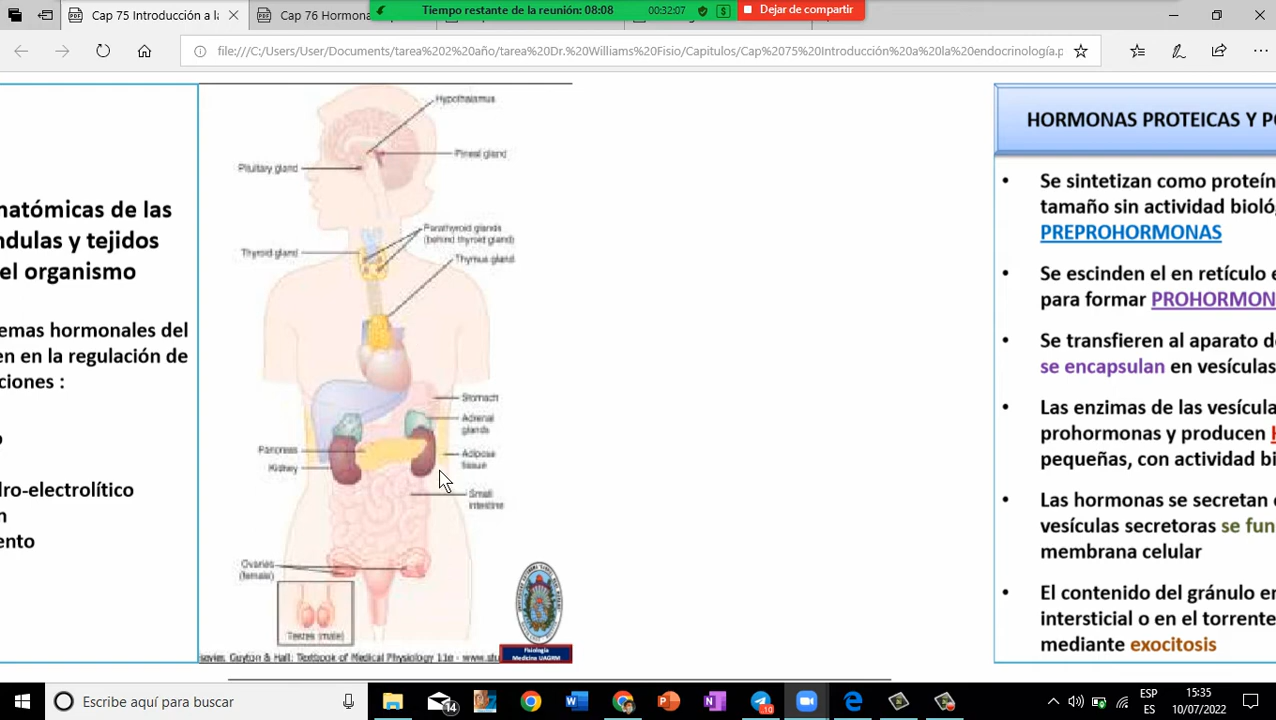 Cap 75 Introducción a la
Cap 76 Hormona
Tiempo restante de la reunión: 08:08
00:32:07
Dejar de compartir
file:///C:/Users/User/Documents/tarea%202%20año/tarea%20Dr.%20Williams%20Fisio/Capitulos/Cap%2075%20Introducción%20a%20la%20endocrinología.p
natómicas de las
ndulas y tejidos
el organismo
emas hormonales del
en en la regulación de
ciones :
o
dro-electrolítico
n
ento
Hypothalamus
Pineal gland
Pituitary gland
Parathyroid glands
(behind thyroid gland)
Thyroid gland
Thymus gland
Stomach
Adrenal
glands
Pancreas
Kidney
Adipose
tissue
Small
intestine
Ovaries
(female)
Testes (male)
sevier. Guyton & Hall: Textbook of Medical Physiology 11e - www.stu
Fisiología
Medicina UAGRM
HORMONAS PROTEICAS Y P
• Se sintetizan como proteín
tamaño sin actividad bioló
PREPROHORMONAS
• Se escinden el en retículo e
para formar PROHORMON
• Se transfieren al aparato d
se encapsulan en vesículas
• Las enzimas de las vesícula
prohormonas y producen H
pequeñas, con actividad bi
• Las hormonas se secretan
vesículas secretoras se fun
membrana celular
• El contenido del gránulo e
intersticial o en el torrente
mediante exocitosis
Escribe aquí para buscar
14
10
ESP
ES
15:35
10/07/2022